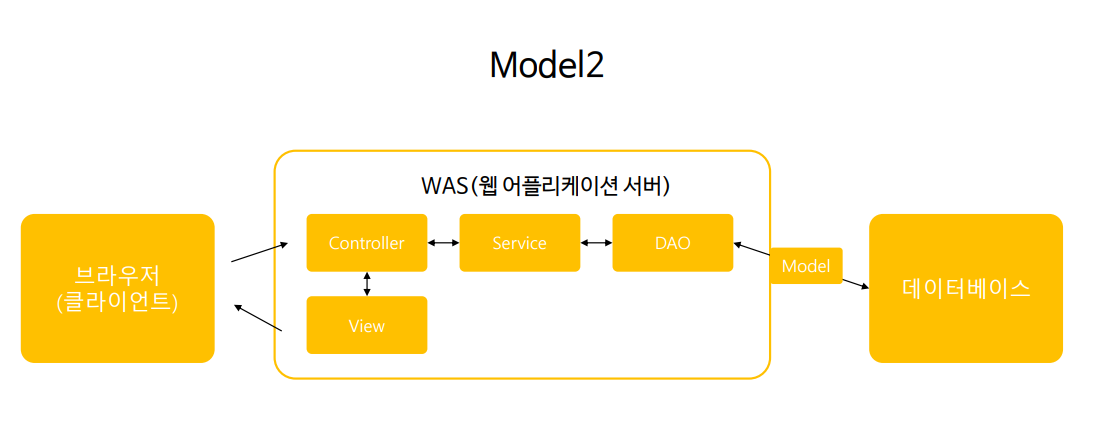 Model2
WAS(웹 어플리케이션 서버)
브라우저
(클라이언트)
Controller
Service
DAO
View
Model
데이터베이스